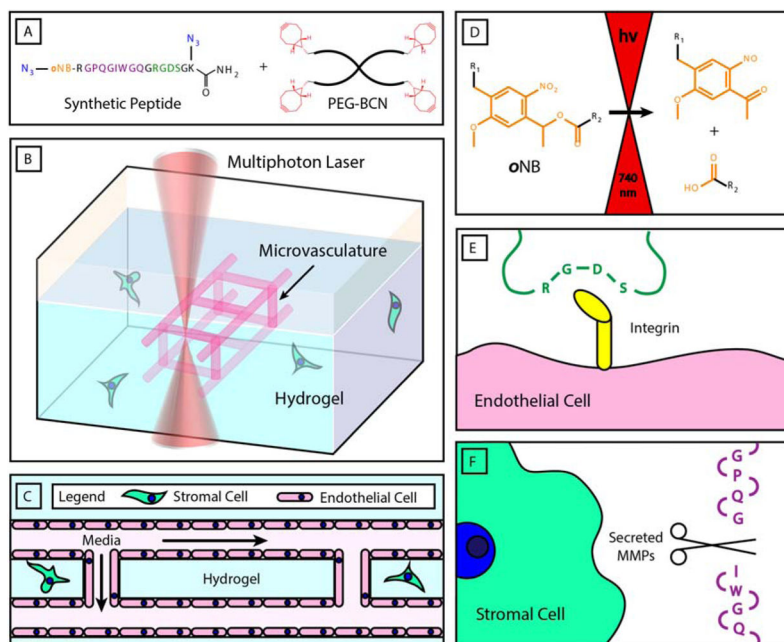 A
N₃
N₃-oNB-RGPQGIWGQGRGDSGK
NH₂
O
+
H
H
H
H
H
H
H
H
Synthetic Peptide
PEG-BCN
B
Multiphoton Laser
Microvasculature
Hydrogel
C
Legend
Stromal Cell
Endothelial Cell
Media
Hydrogel
D
hν
R₁
NO₂
O
R₂
O
O
oNB
740
nm
R₁
NO
O
O
+
O
HO
R₂
E
R G D S
Integrin
Endothelial Cell
F
G
P
Q
G
Secreted
MMPs
I
W
G
Q
Stromal Cell